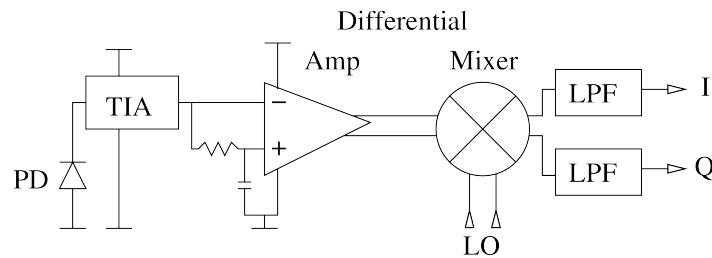 Differential
Amp
Mixer
TIA
−
+
PD
LPF
I
LPF
Q
LO